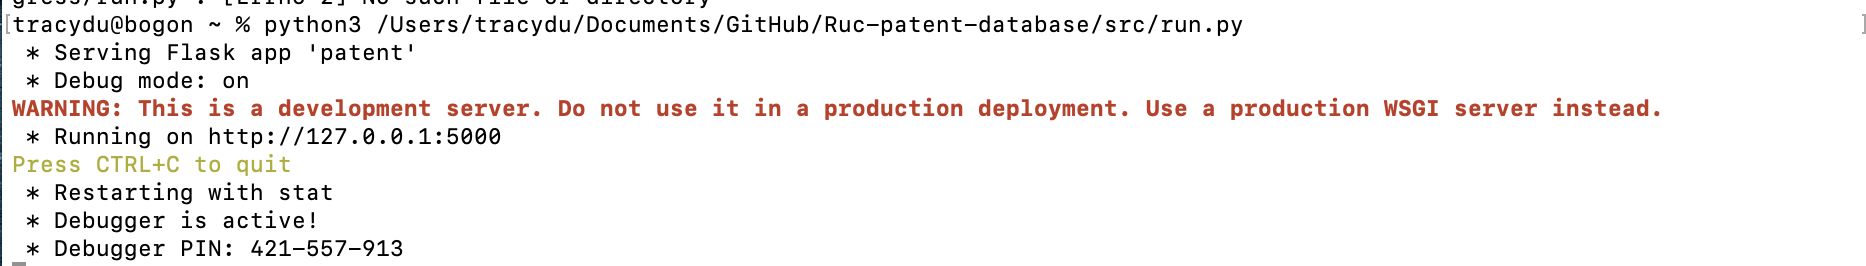 [tracydu@bogon ~ % python3 /Users/tracydu/Documents/GitHub/Ruc-patent-database/src/run.py ]
 * Serving Flask app 'patent'
 * Debug mode: on
WARNING: This is a development server. Do not use it in a production deployment. Use a production WSGI server instead.
 * Running on http://127.0.0.1:5000
Press CTRL+C to quit
 * Restarting with stat
 * Debugger is active!
 * Debugger PIN: 421-557-913